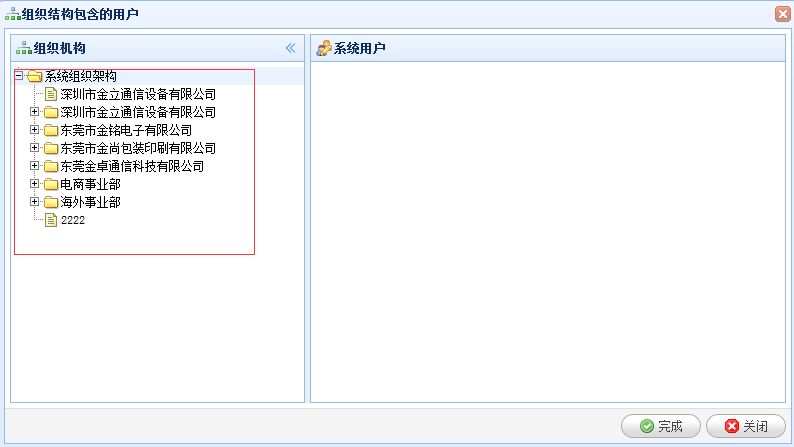 组织结构包含的用户
组织机构
系统组织架构
深圳市金立通信设备有限公司
深圳市金立通信设备有限公司
东莞市金铭电子有限公司
东莞市金尚包装印刷有限公司
东莞金卓通信科技有限公司
电商事业部
海外事业部
2222
系统用户
完成
关闭